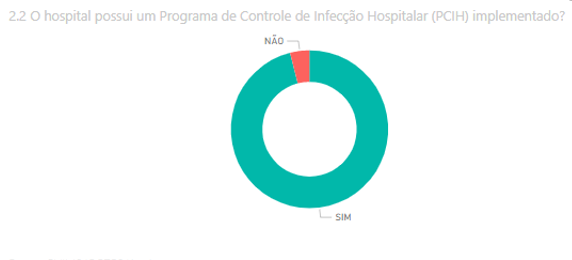 2.2 O hospital possui um Programa de Controle de Infecção Hospitalar (PCIH) implementado?
NÃO
SIM